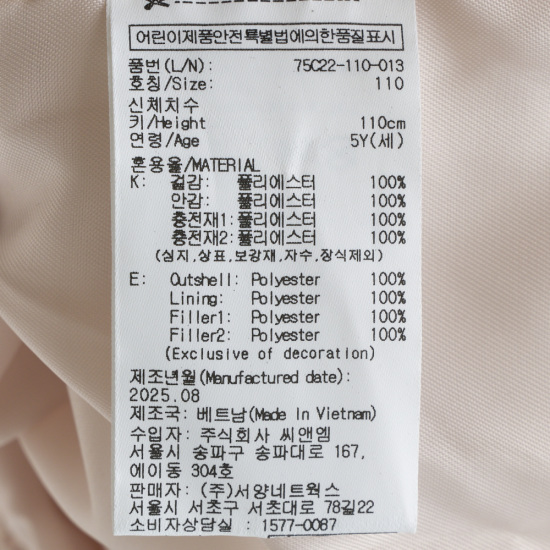 어린이제품안전특별법에의한품질표시
품번(L/N): 75C22-110-013
호칭/Size: 110
신체치수
키/Height 110cm
연령/Age 5Y(세)
혼용율/MATERIAL
K: 겉감: 폴리에스터 100%
안감: 폴리에스터 100%
충전재1: 폴리에스터 100%
충전재2: 폴리에스터 100%
(심지,상표,보강재,자수,장식제외)
E: Outshell: Polyester 100%
Lining: Polyester 100%
Filler1: Polyester 100%
Filler2: Polyester 100%
(Exclusive of decoration)
제조년월(Manufactured date):
2025.08
제조국: 베트남(Made In Vietnam)
수입자: 주식회사 씨앤엠
서울시 송파구 송파대로 167,
에이동 304호
판매자: (주)서양네트웍스
서울시 서초구 서초대로 78길22
소비자상담실 : 1577-0087